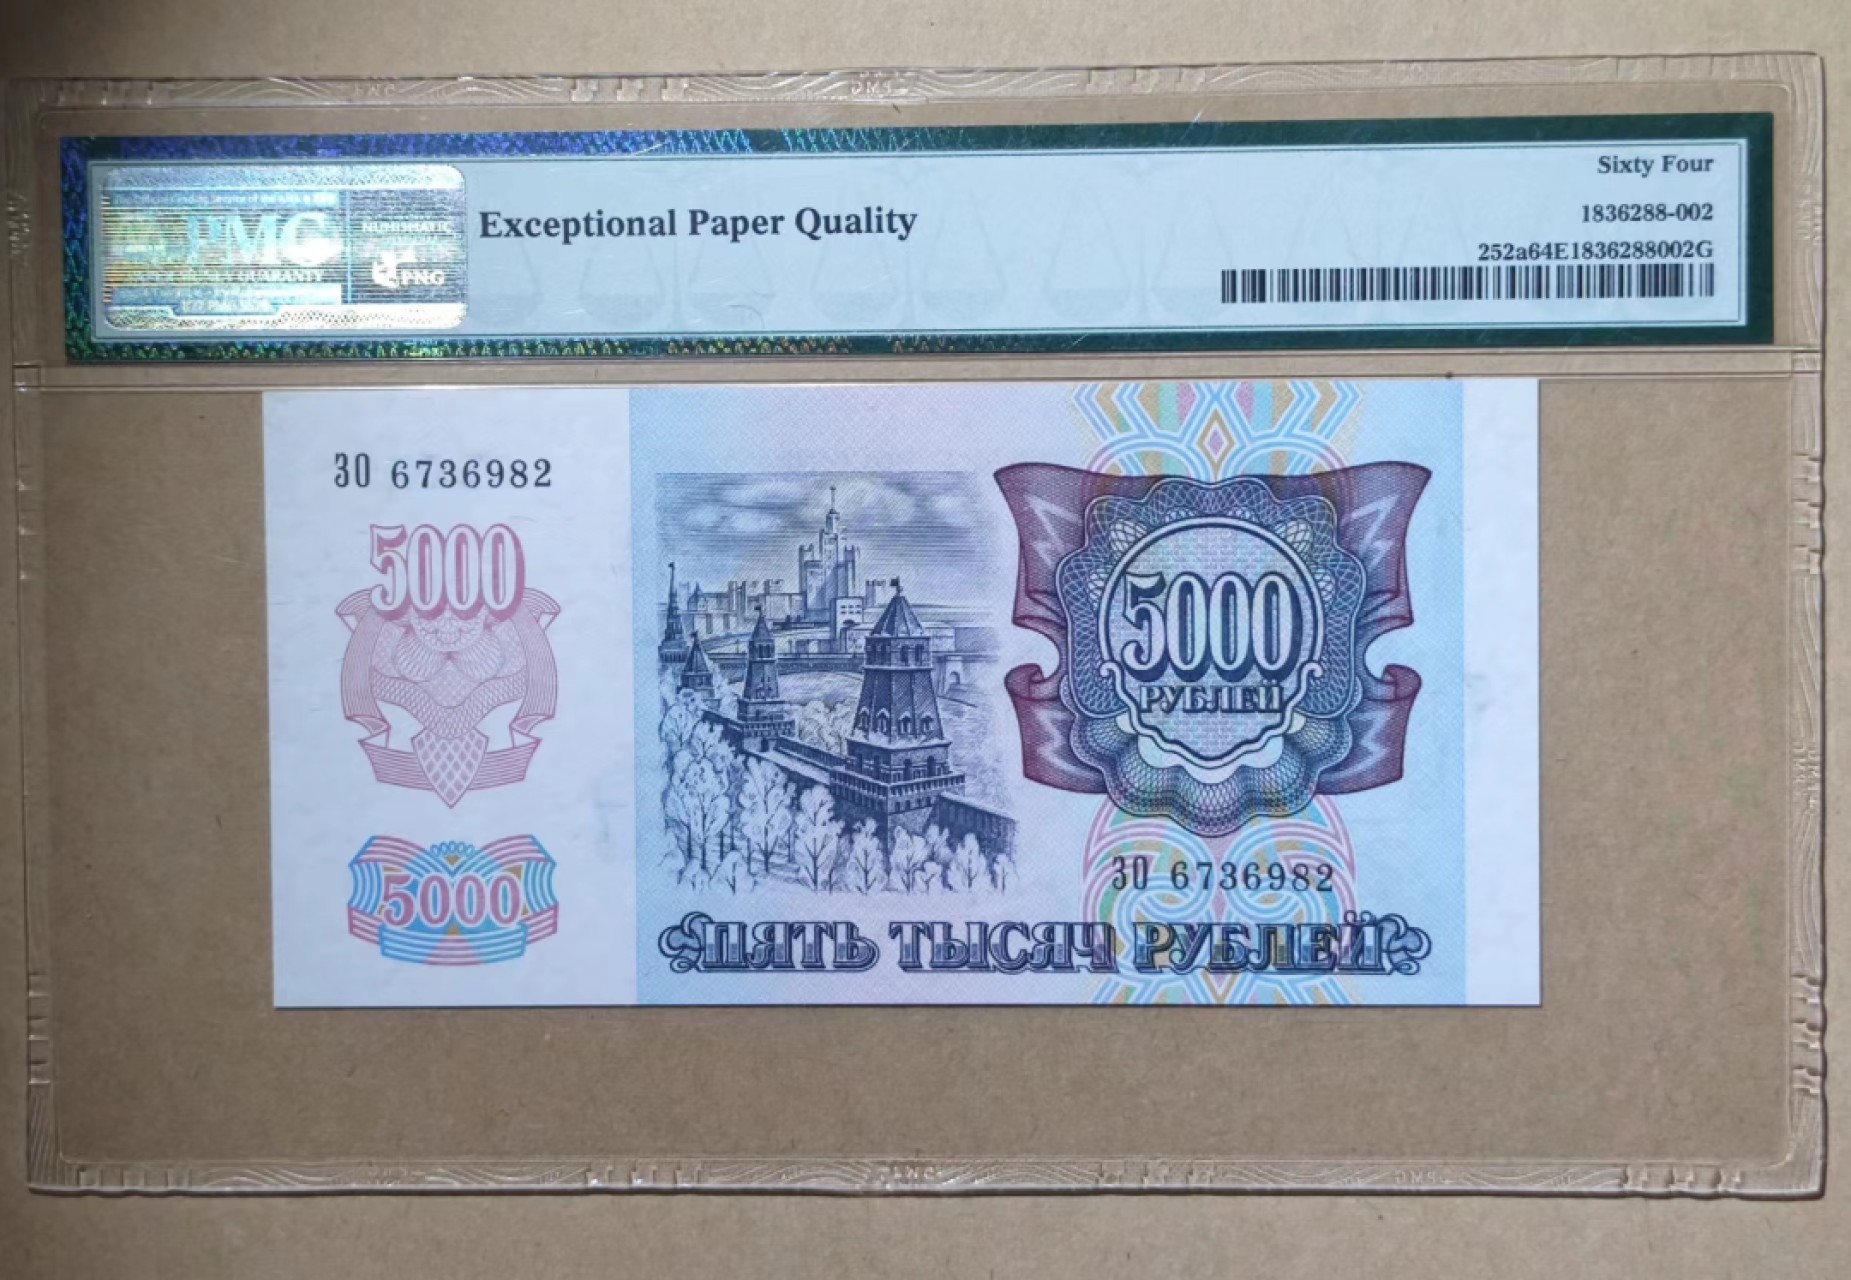 Sixty Four
1836288-002
252a64E1836288002G
Exceptional Paper Quality
PMG
NUMISMATIC
PNG
ЗО 6736982
5000
5000
5000
РУБЛЕЙ
ЗО 6736982
ПЯТЬ ТЫСЯЧ РУБЛЕЙ